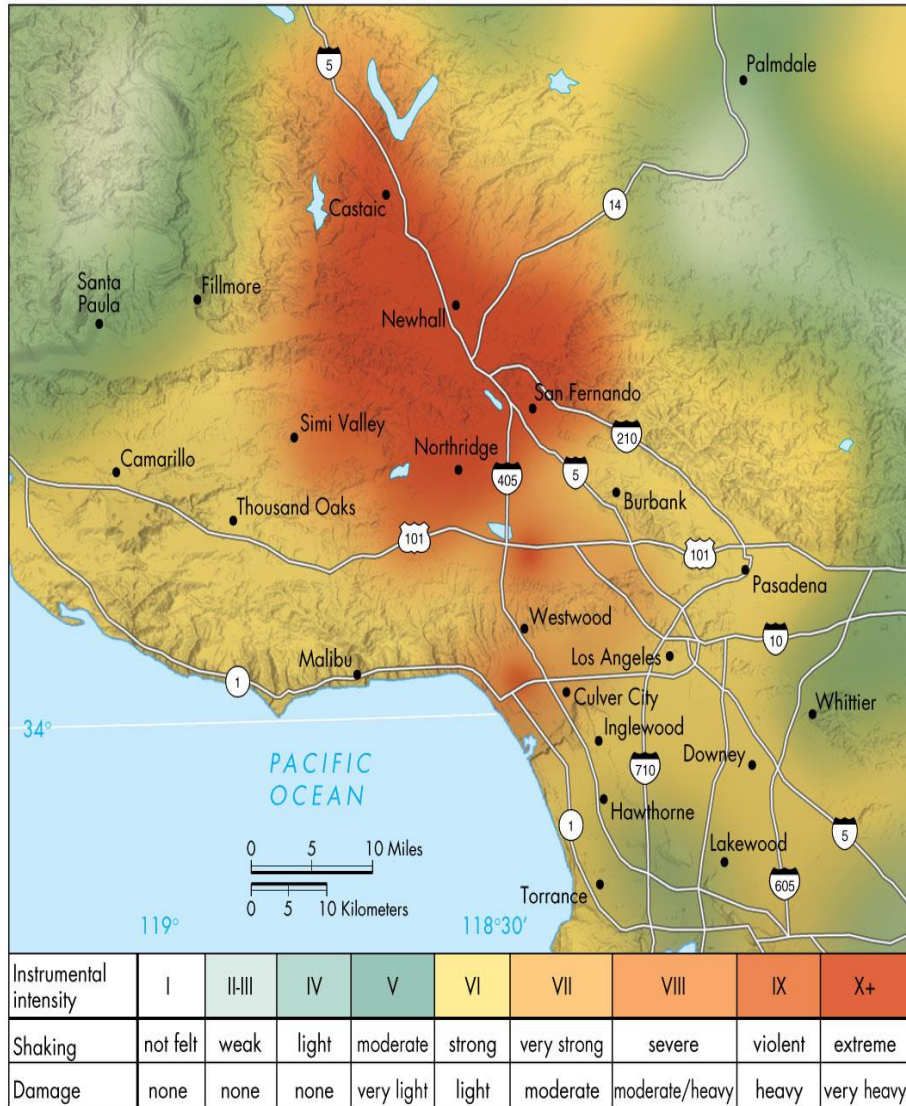 5
Palmdale
Castaic
14
Santa
Paula
Fillmore
Newhall
San Fernando
Simi Valley
210
Camarillo
Northridge
405
5
Burbank
Thousand Oaks
101
101
Pasadena
Westwood
10
Malibu
Los Angeles
1
Culver City
Whittier
34°
Inglewood
PACIFIC
OCEAN
710
Downey
Hawthorne
1
5
0 5 10 Miles
Lakewood
605
0 5 10 Kilometers
Torrance
119°
118°30'
Instrumental
intensity
I II-III IV V VI VII VIII IX X+
Shaking not felt weak light moderate strong very strong severe violent extreme
Damage none none none very light light moderate moderate/heavy heavy very heavy